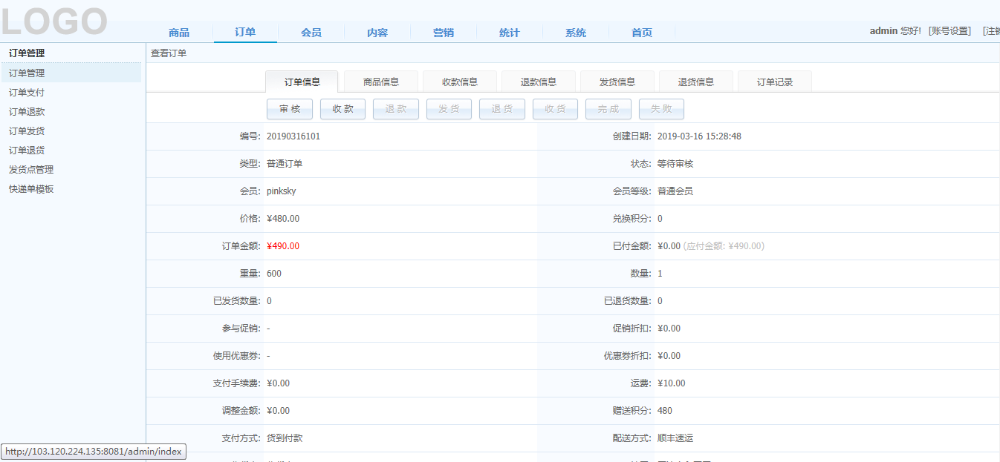 LOGO
商品 订单 会员 内容 营销 统计 系统 首页
admin 您好! [账号设置] [注销
订单管理
订单管理
订单支付
订单退款
订单发货
订单退货
发货点管理
快递单模板
查看订单
订单信息 商品信息 收款信息 退款信息 发货信息 退货信息 订单记录
审 核 收 款 退 款 发 货 退 货 收 货 完 成 失 败
编号: 20190316101 创建日期: 2019-03-16 15:28:48
类型: 普通订单 状态: 等待审核
会员: pinksky 会员等级: 普通会员
价格: ¥480.00 兑换积分: 0
订单金额: ¥490.00 已付金额: ¥0.00 (应付金额: ¥490.00)
重量: 600 数量: 1
已发货数量: 0 已退货数量: 0
参与促销: - 促销折扣: ¥0.00
使用优惠券: - 优惠券折扣: ¥0.00
支付手续费: ¥0.00 运费: ¥10.00
调整金额: ¥0.00 赠送积分: 480
支付方式: 货到付款 配送方式: 顺丰速运
http://103.120.224.135:8081/admin/index